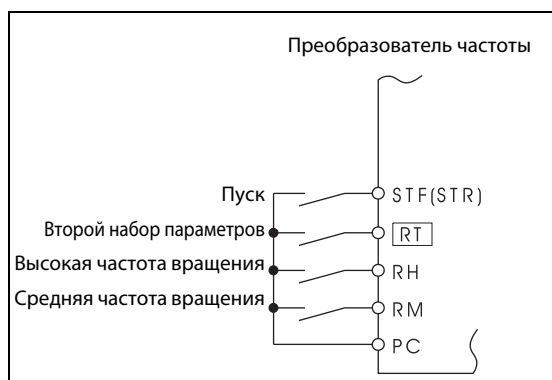 Преобразователь частоты
Пуск STF(STR)
Второй набор параметров RT
Высокая частота вращения RH
Средняя частота вращения RM
PC